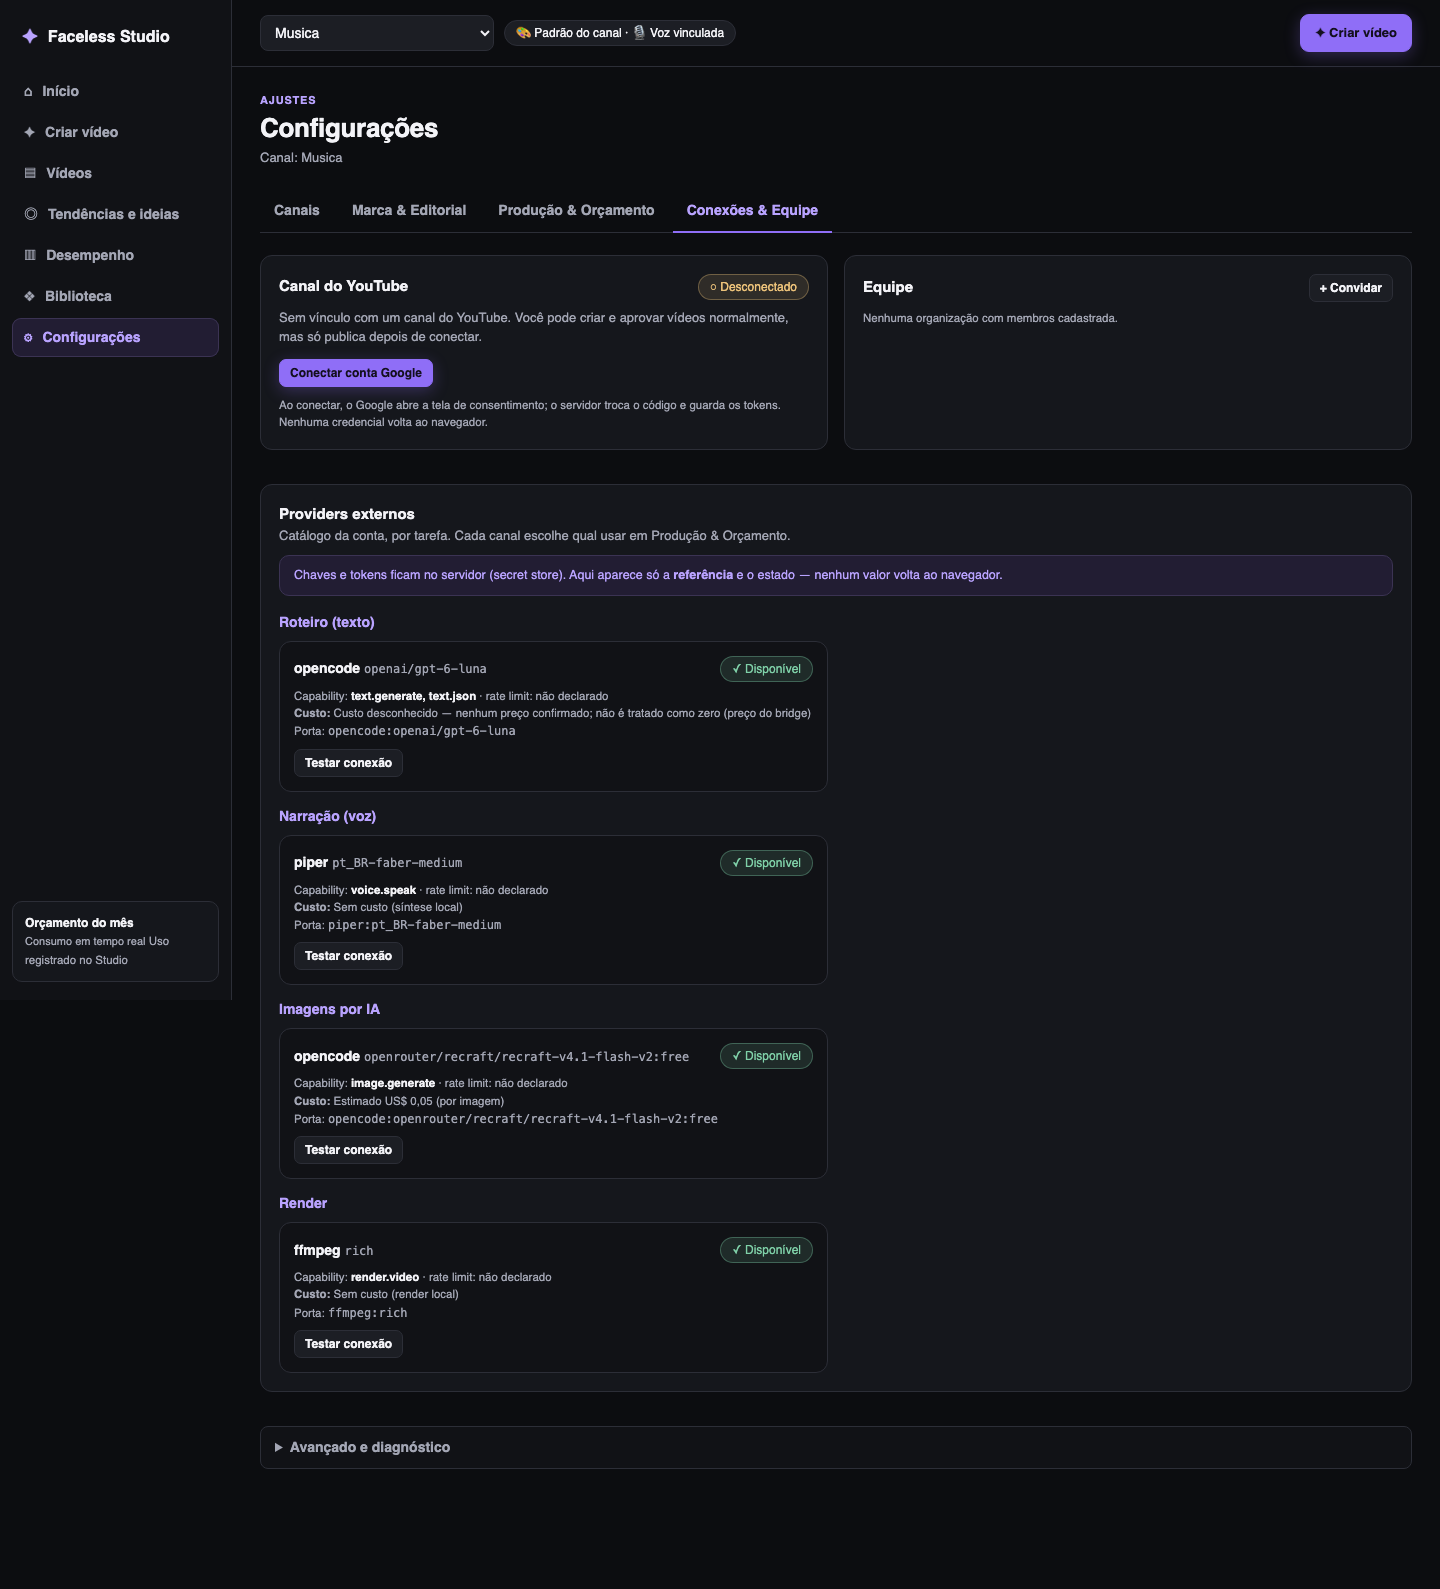 Faceless Studio
Início
Criar vídeo
Vídeos
Tendências e ideias
Desempenho
Biblioteca
Configurações
Orçamento do mês
Consumo em tempo real Uso
registrado no Studio
Musica
Padrão do canal · Voz vinculada
Criar vídeo
AJUSTES
Configurações
Canal: Musica
Canais
Marca & Editorial
Produção & Orçamento
Conexões & Equipe
Canal do YouTube
Desconectado
Sem vínculo com um canal do YouTube. Você pode criar e aprovar vídeos normalmente,
mas só publica depois de conectar.
Conectar conta Google
Ao conectar, o Google abre a tela de consentimento; o servidor troca o código e guarda os tokens.
Nenhuma credencial volta ao navegador.
Equipe
+ Convidar
Nenhuma organização com membros cadastrada.
Providers externos
Catálogo da conta, por tarefa. Cada canal escolhe qual usar em Produção & Orçamento.
Chaves e tokens ficam no servidor (secret store). Aqui aparece só a referência e o estado — nenhum valor volta ao navegador.
Roteiro (texto)
opencode openai/gpt-6-luna
✓ Disponível
Capability: text.generate, text.json · rate limit: não declarado
Custo: Custo desconhecido — nenhum preço confirmado; não é tratado como zero (preço do bridge)
Porta: opencode:openai/gpt-6-luna
Testar conexão
Narração (voz)
piper pt_BR-faber-medium
✓ Disponível
Capability: voice.speak · rate limit: não declarado
Custo: Sem custo (síntese local)
Porta: piper:pt_BR-faber-medium
Testar conexão
Imagens por IA
opencode openrouter/recraft/recraft-v4.1-flash-v2:free
✓ Disponível
Capability: image.generate · rate limit: não declarado
Custo: Estimado US$ 0,05 (por imagem)
Porta: opencode:openrouter/recraft/recraft-v4.1-flash-v2:free
Testar conexão
Render
ffmpeg rich
✓ Disponível
Capability: render.video · rate limit: não declarado
Custo: Sem custo (render local)
Porta: ffmpeg:rich
Testar conexão
Avançado e diagnóstico